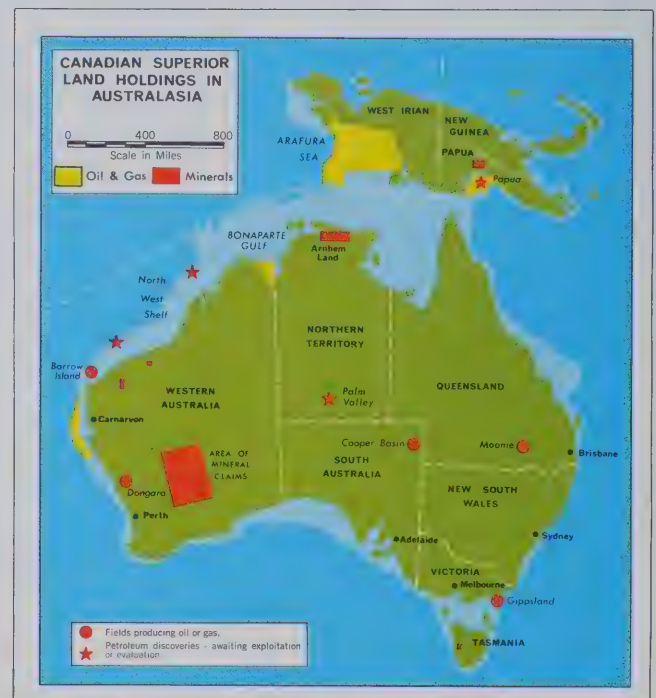 CANADIAN SUPERIOR
LAND HOLDINGS IN
AUSTRALASIA
0 400 800
Scale in Miles
Oil & Gas Minerals
WEST IRIAN
NEW
GUINEA
ARAFURA
SEA
PAPUA
Papua
BONAPARTE
GULF
Arnhem
Land
North
West
Shelf
NORTHERN
TERRITORY
Barrow
Island
WESTERN
AUSTRALIA
Palm
Valley
QUEENSLAND
Carnarvon
AREA OF
MINERAL
CLAIMS
Cooper Basin
SOUTH
AUSTRALIA
Moonie
Brisbane
Dongara
NEW SOUTH
WALES
Perth
Adelaide
Sydney
VICTORIA
Melbourne
Gippsland
TASMANIA
Fields producing oil or gas.
Petroleum discoveries - awaiting exploitation
or evaluation.